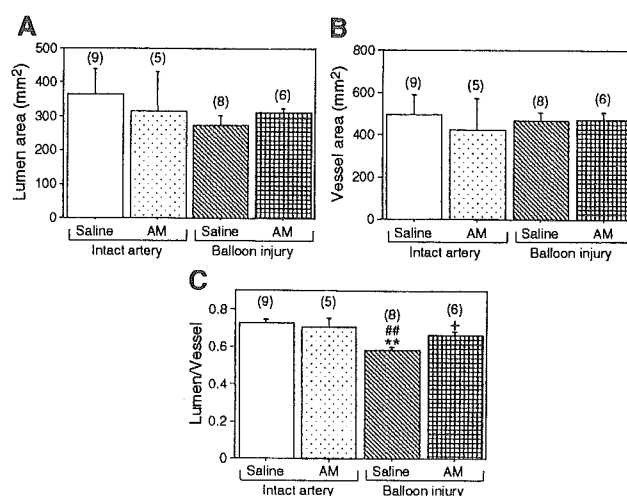 A
B
Lumen area (mm²)
500
400
300
200
100
0
(9)
(5)
(8)
(6)
Saline
AM
Saline
AM
Intact artery
Balloon injury
Vessel area (mm²)
800
600
400
200
0
(9)
(5)
(8)
(6)
Saline
AM
Saline
AM
Intact artery
Balloon injury
C
Lumen/Vessel
0.8
0.6
0.4
0.2
0
(9)
(5)
(8)
(6)
##
**
†
Saline
AM
Saline
AM
Intact artery
Balloon injury